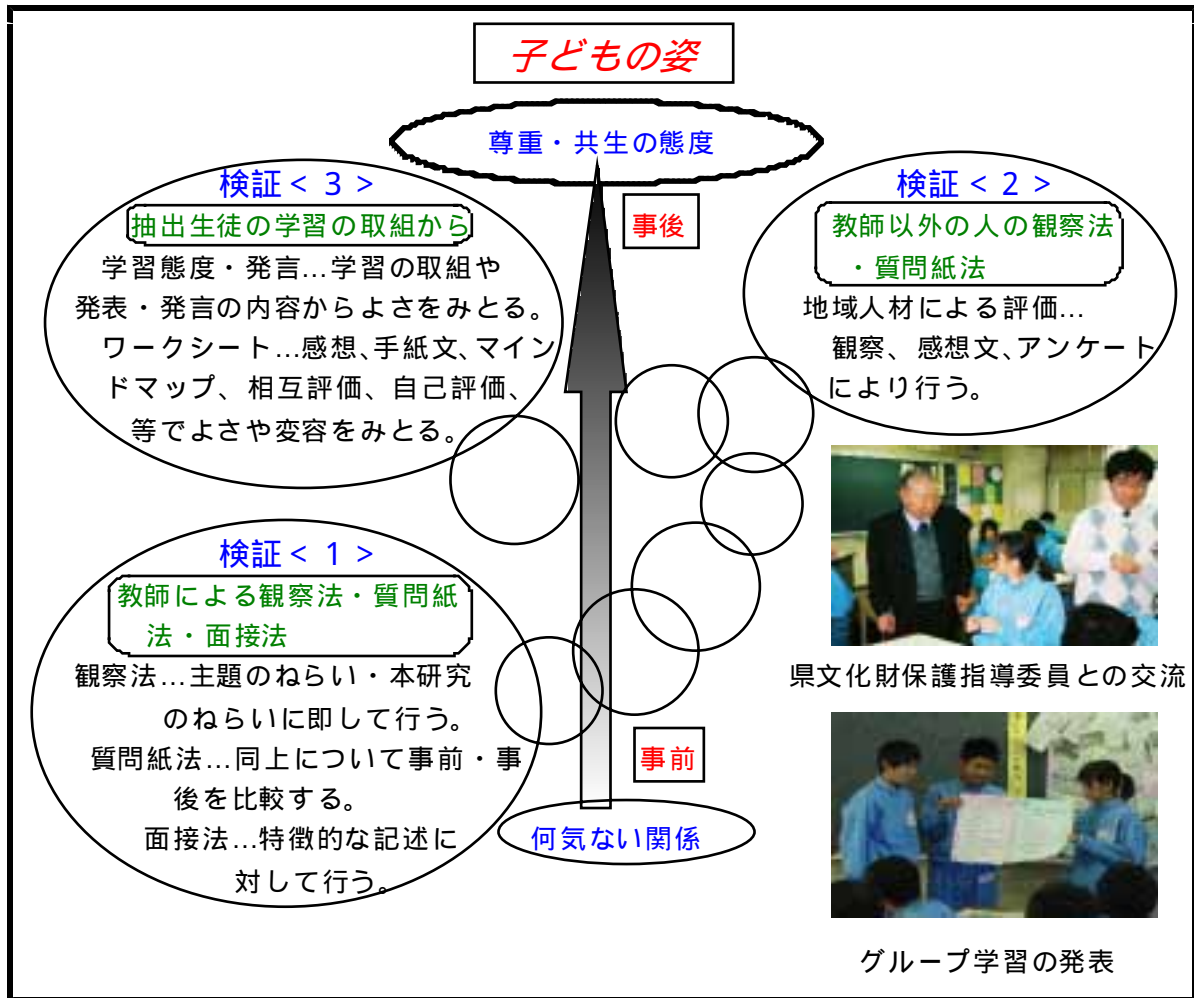 子どもの姿
尊重・共生の態度
検証＜３＞
抽出生徒の学習の取組から
学習態度・発言…学習の取組や
発表・発言の内容からよさをみとる。
ワークシート…感想、手紙文、マイン
ドマップ、相互評価、自己評価、
等でよさや変容をみとる。
事後
検証＜２＞
教師以外の人の観察法
・質問紙法
地域人材による評価…
観察、感想文、アンケート
により行う。
検証＜１＞
教師による観察法・質問紙
法・面接法
観察法…主題のねらい・本研究
のねらいに即して行う。
質問紙法…同上について事前・事
後を比較する。
面接法…特徴的な記述に
対して行う。
事前
何気ない関係
県文化財保護指導委員との交流
グループ学習の発表